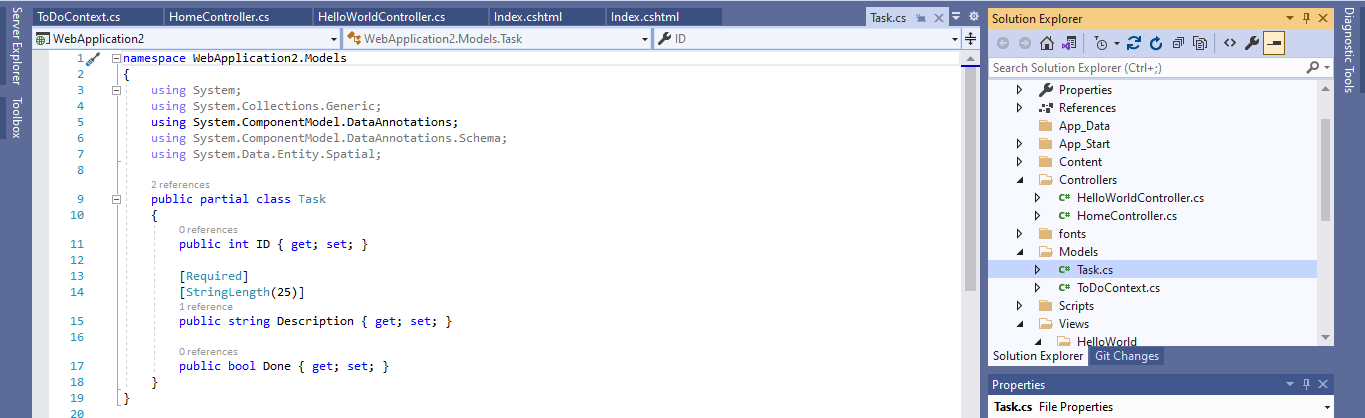 Server Explorer
Toolbox
ToDoContext.cs
HomeController.cs
HelloWorldController.cs
Index.cshtml
Index.cshtml
Task.cs
WebApplication2
WebApplication2.Models.Task
ID
1 namespace WebApplication2.Models
2 {
3 using System;
4 using System.Collections.Generic;
5 using System.ComponentModel.DataAnnotations;
6 using System.ComponentModel.DataAnnotations.Schema;
7 using System.Data.Entity.Spatial;
8
2 references
9 public partial class Task
10 {
0 references
11 public int ID { get; set; }
12
13 [Required]
14 [StringLength(25)]
1 reference
15 public string Description { get; set; }
16
0 references
17 public bool Done { get; set; }
18 }
19 }
20
Solution Explorer
Search Solution Explorer (Ctrl+;)
Properties
References
App_Data
App_Start
Content
Controllers
C# HelloWorldController.cs
C# HomeController.cs
fonts
Models
C# Task.cs
C# ToDoContext.cs
Scripts
Views
HelloWorld
Solution Explorer
Git Changes
Properties
Task.cs File Properties
Diagnostic Tools